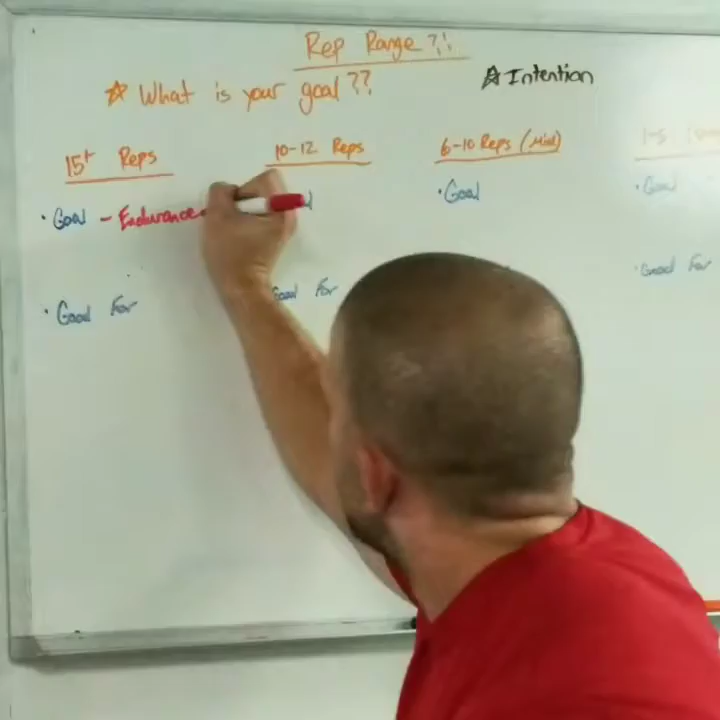 Rep Range ?!
☆ What is your goal??
☆ Intention
15+ Reps
10-12 Reps
6-10 Reps (Mid)
1-5
• Goal - Endurance
• Goal
• Goal
• Good For
Good For
• Good For